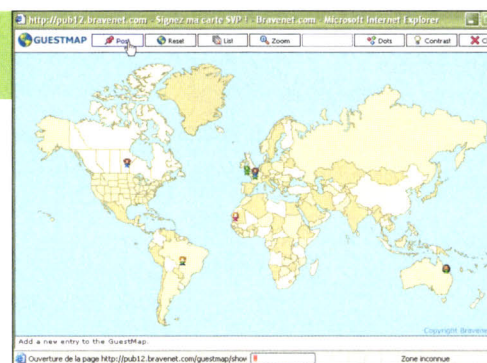 http://pub12.bravenet.com - Signez ma carte SVP ! - Bravenet.com - Microsoft Internet Explorer
GUESTMAP Post Reset List Zoom Dots Contrast
Copyright Bravene
Add a new entry to the GuestMap.
Ouverture de la page http://pub12.bravenet.com/guestmap/show Zone inconnue